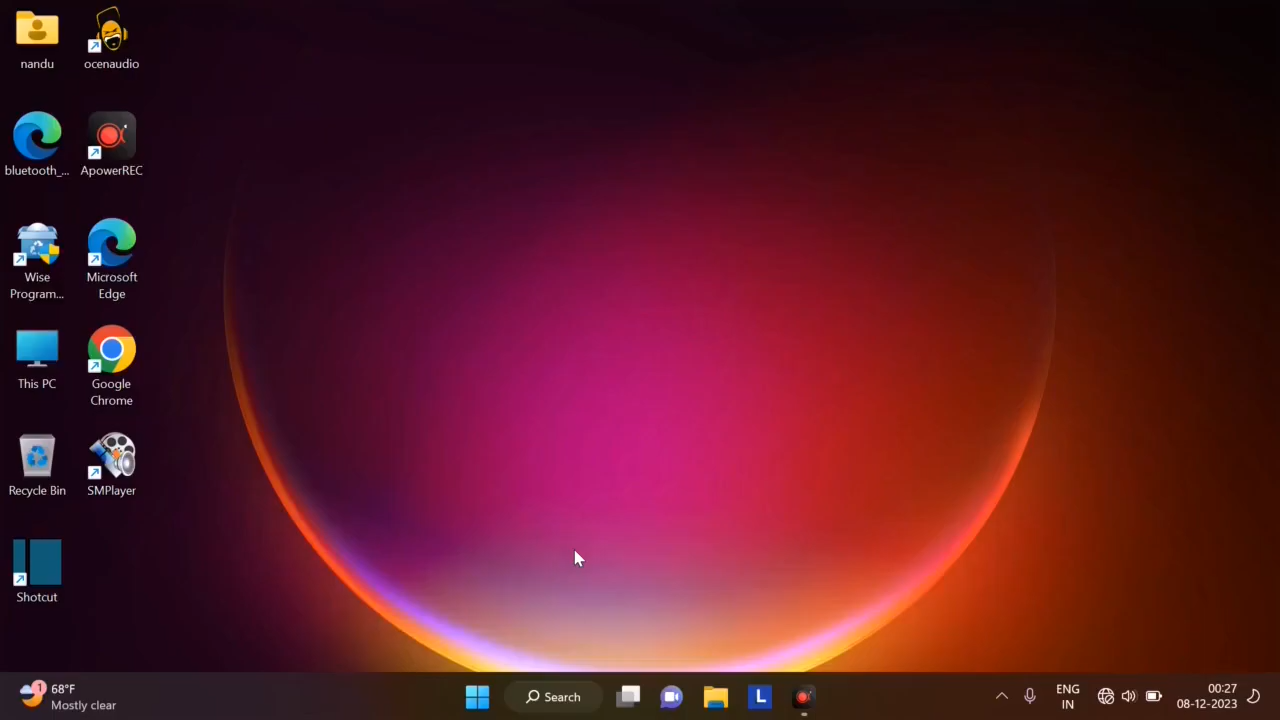 nandu
ocenaudio
bluetooth_...
ApowerREC
Wise
Program...
Microsoft
Edge
This PC
Google
Chrome
Recycle Bin
SMPlayer
Shotcut
1
68°F
Mostly clear
Search
L
ENG
IN
00:27
08-12-2023